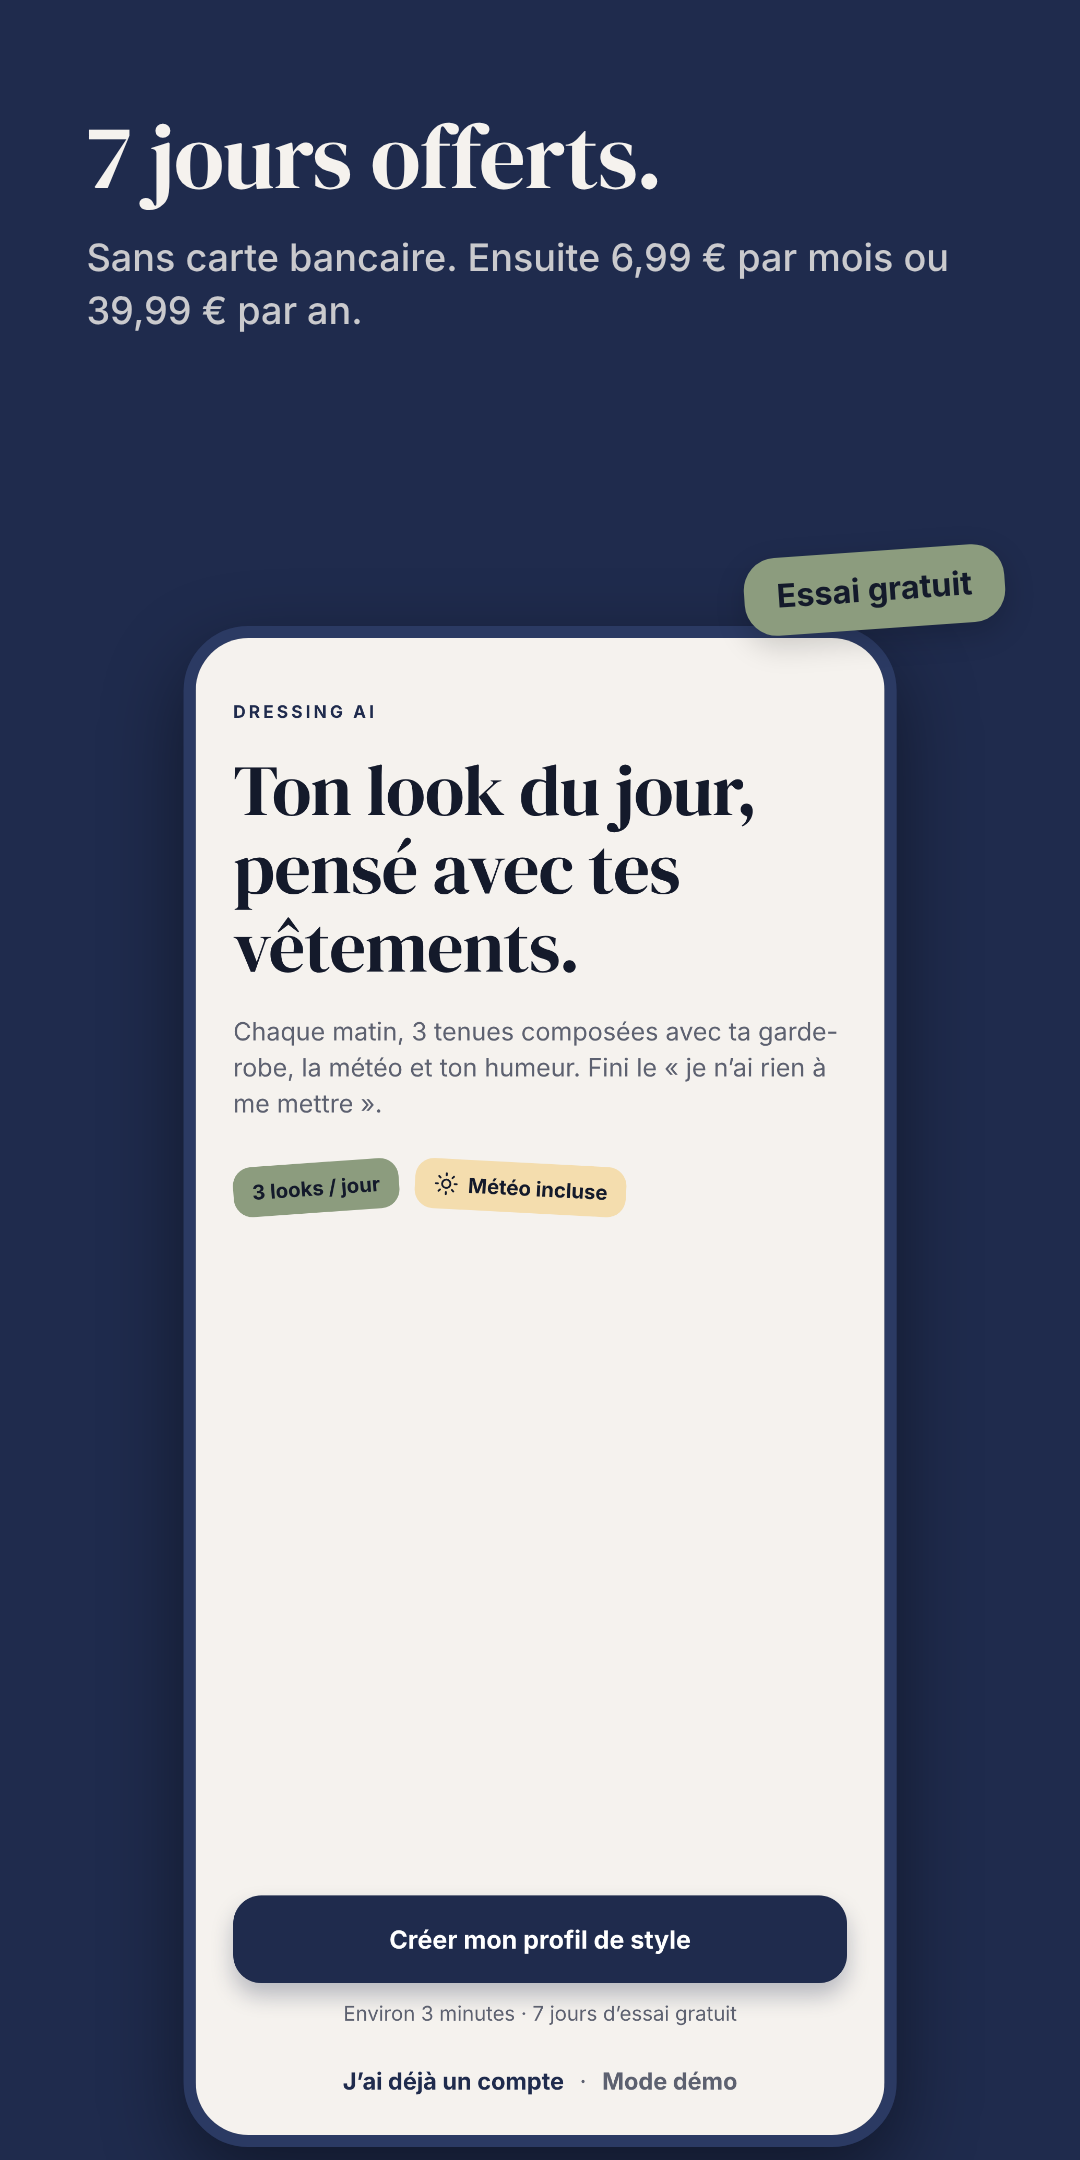 7 jours offerts.
Sans carte bancaire. Ensuite 6,99 € par mois ou
39,99 € par an.
Essai gratuit
DRESSING AI
Ton look du jour,
pensé avec tes
vêtements.
Chaque matin, 3 tenues composées avec ta garde-
robe, la météo et ton humeur. Fini le « je n’ai rien à
me mettre ».
3 looks / jour
Météo incluse
Créer mon profil de style
Environ 3 minutes · 7 jours d’essai gratuit
J’ai déjà un compte · Mode démo